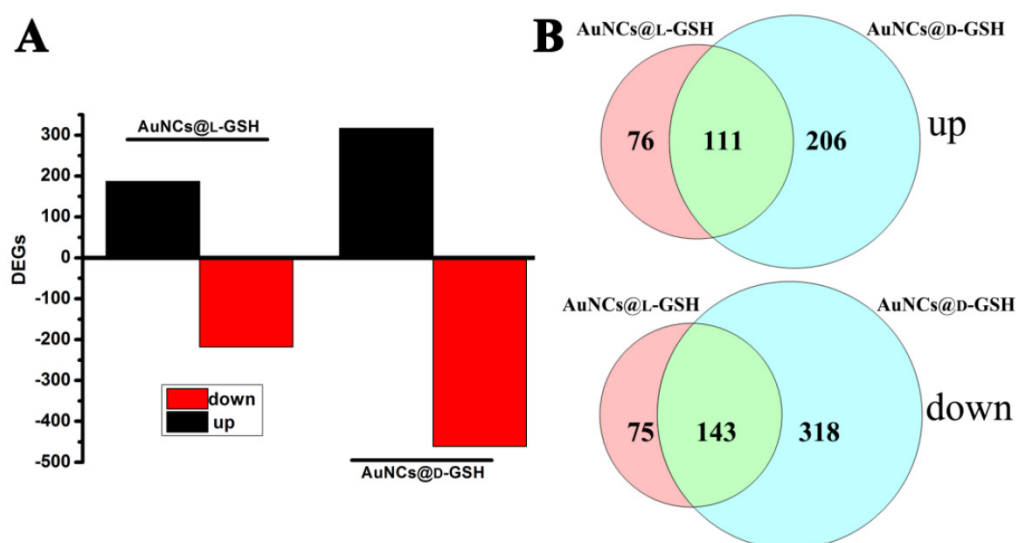 A
AuNCs@L-GSH
300
200
100
0
-100
-200
-300
-400
-500
DEGs
down
up
AuNCs@D-GSH
B
AuNCs@L-GSH
AuNCs@D-GSH
76
111
206
up
AuNCs@L-GSH
AuNCs@D-GSH
75
143
318
down